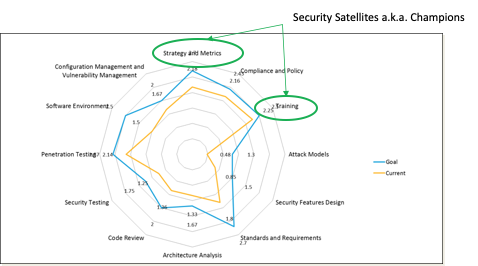 Security Satellites a.k.a. Champions
Strategy and Metrics
Configuration Management and
Vulnerability Management
Compliance and Policy
2.16
2
1.67
Software Environment
Training
2.25
1.5
Penetration Testing
2.14
0.48
1.3
Attack Models
Goal
Current
0.85
1.25
1.75
1.5
Security Testing
Security Features Design
1.36
1.33
1.8
Code Review
2
1.67
Standards and Requirements
2.7
Architecture Analysis